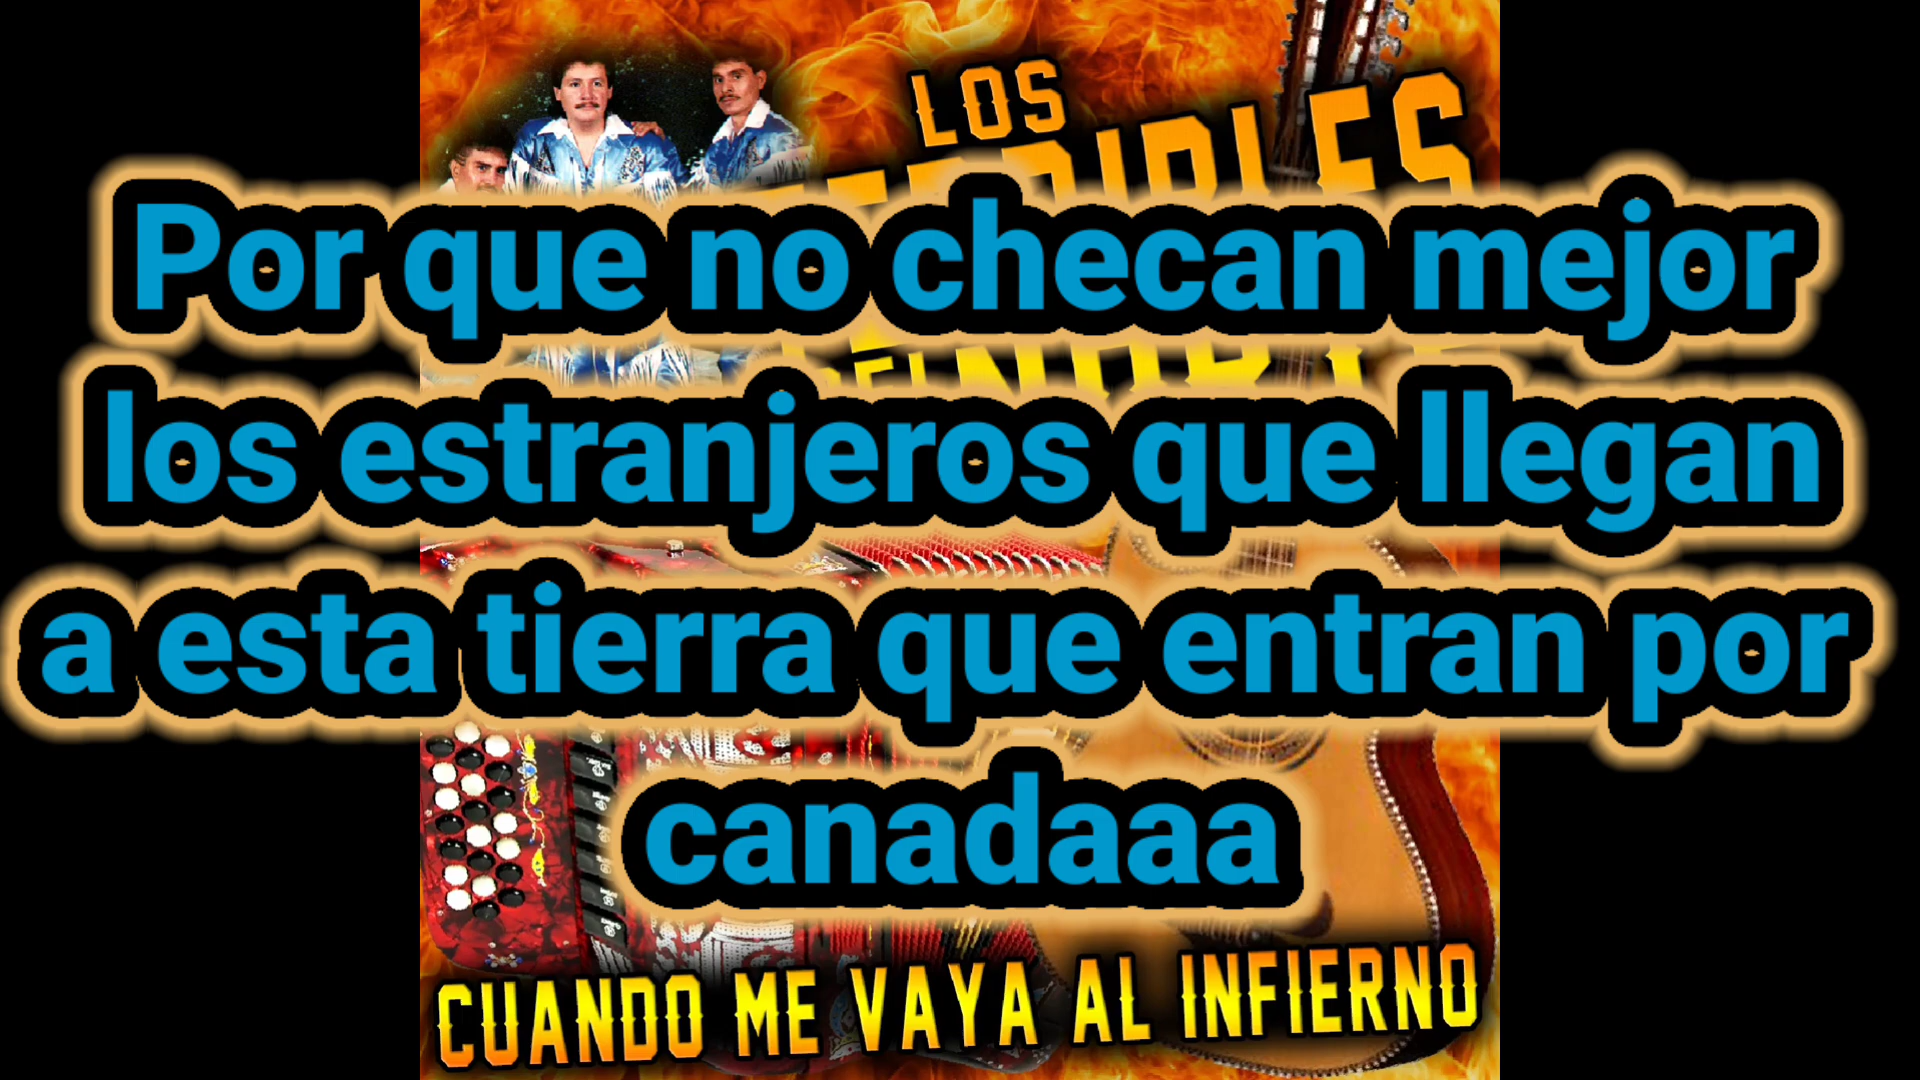 LOS
Por que no checan mejor
los estranjeros que llegan
a esta tierra que entran por
canadaaa
CUANDO ME VAYA AL INFIERNO